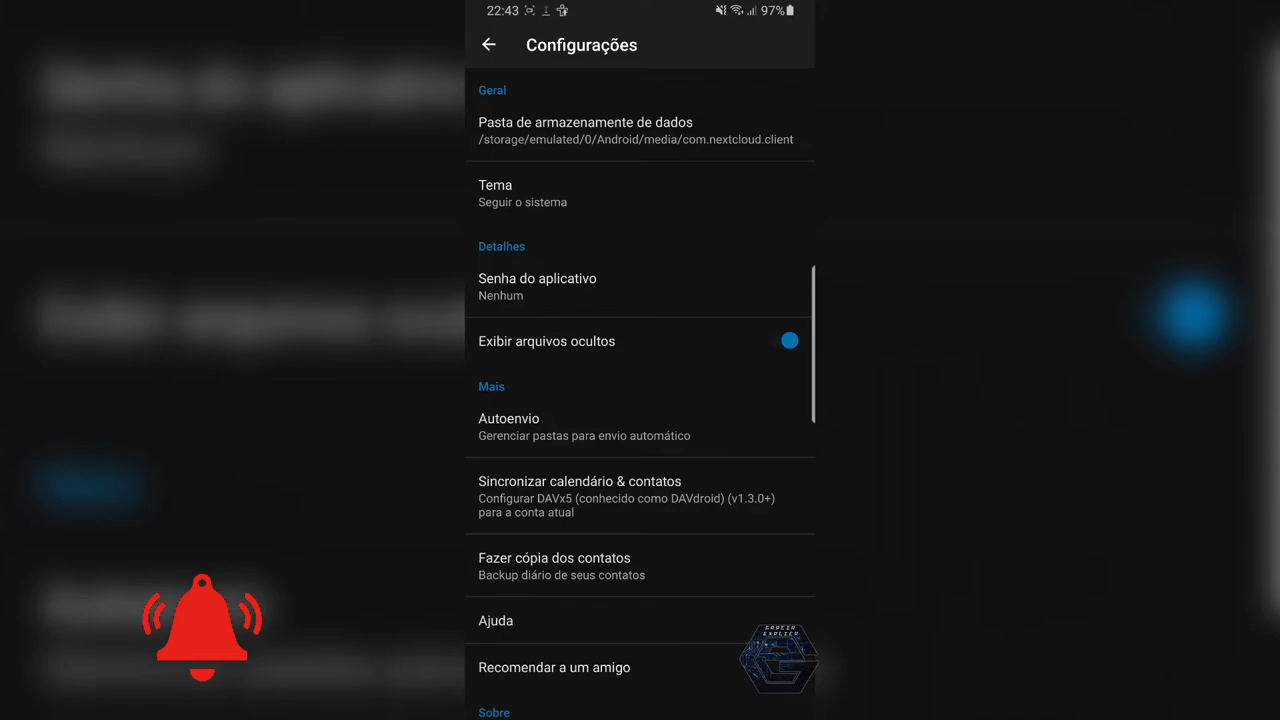 22:43
97%
Configurações
Geral
Pasta de armazenamente de dados
/storage/emulated/0/Android/media/com.nextcloud.client
Tema
Seguir o sistema
Detalhes
Senha do aplicativo
Nenhum
Exibir arquivos ocultos
Mais
Autoenvio
Gerenciar pastas para envio automático
Sincronizar calendário & contatos
Configurar DAVx5 (conhecido como DAVdroid) (v1.3.0+)
para a conta atual
Fazer cópia dos contatos
Backup diário de seus contatos
Ajuda
Recomendar a um amigo
Sobre